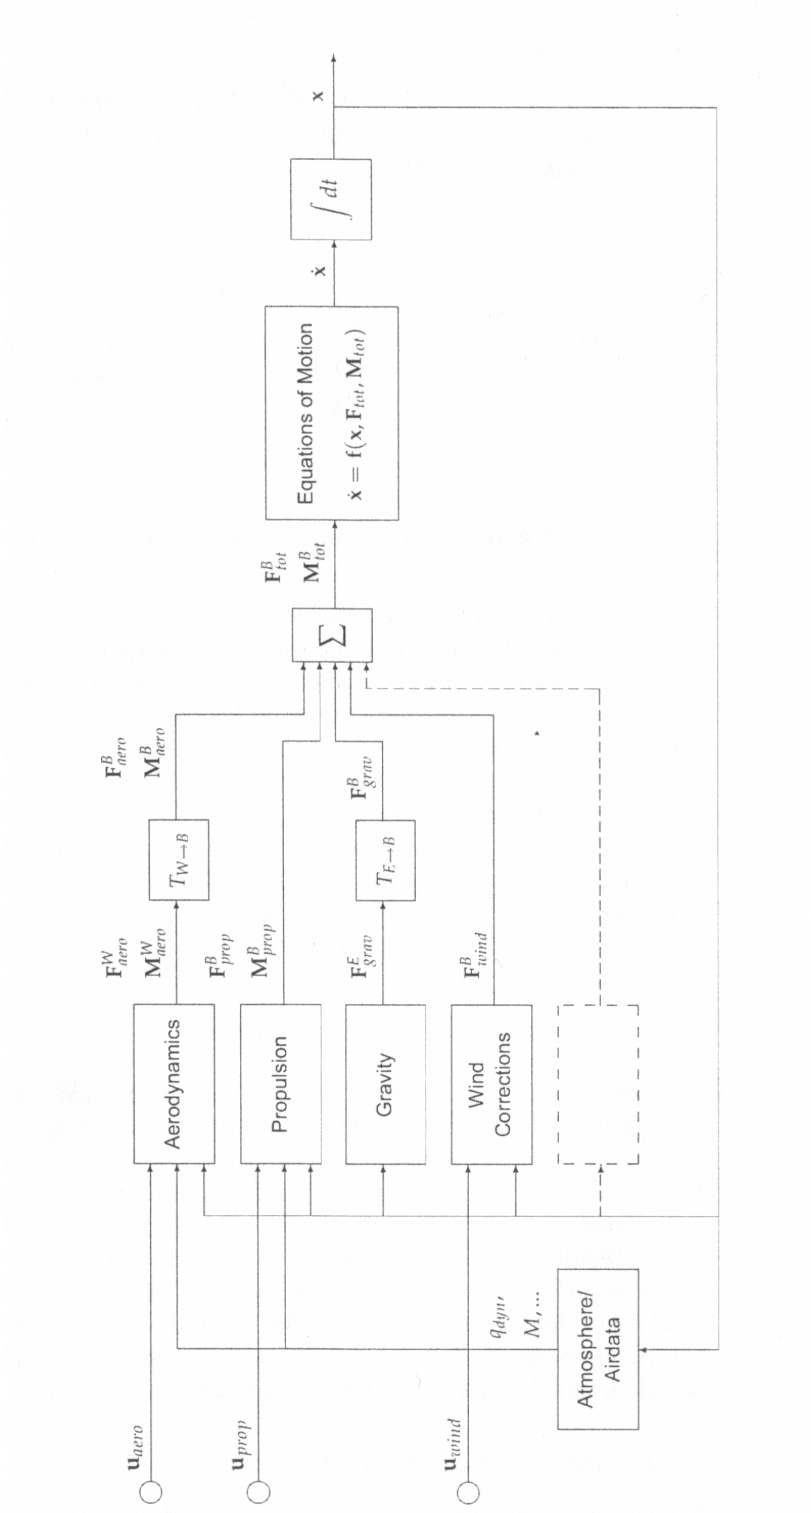 u_aero
u_prop
u_wind
Atmosphere/
Airdata
q_dyn,
M, ...
Aerodynamics
Propulsion
Gravity
Wind
Corrections
F^W_aero
M^W_aero
F^B_prop
M^B_prop
F^E_grav
F^B_wind
T_W→B
T_E→B
F^B_aero
M^B_aero
F^B_grav
Σ
F^B_tot
M^B_tot
Equations of Motion
ẋ = f(x, F_tot, M_tot)
ẋ
∫ dt
x